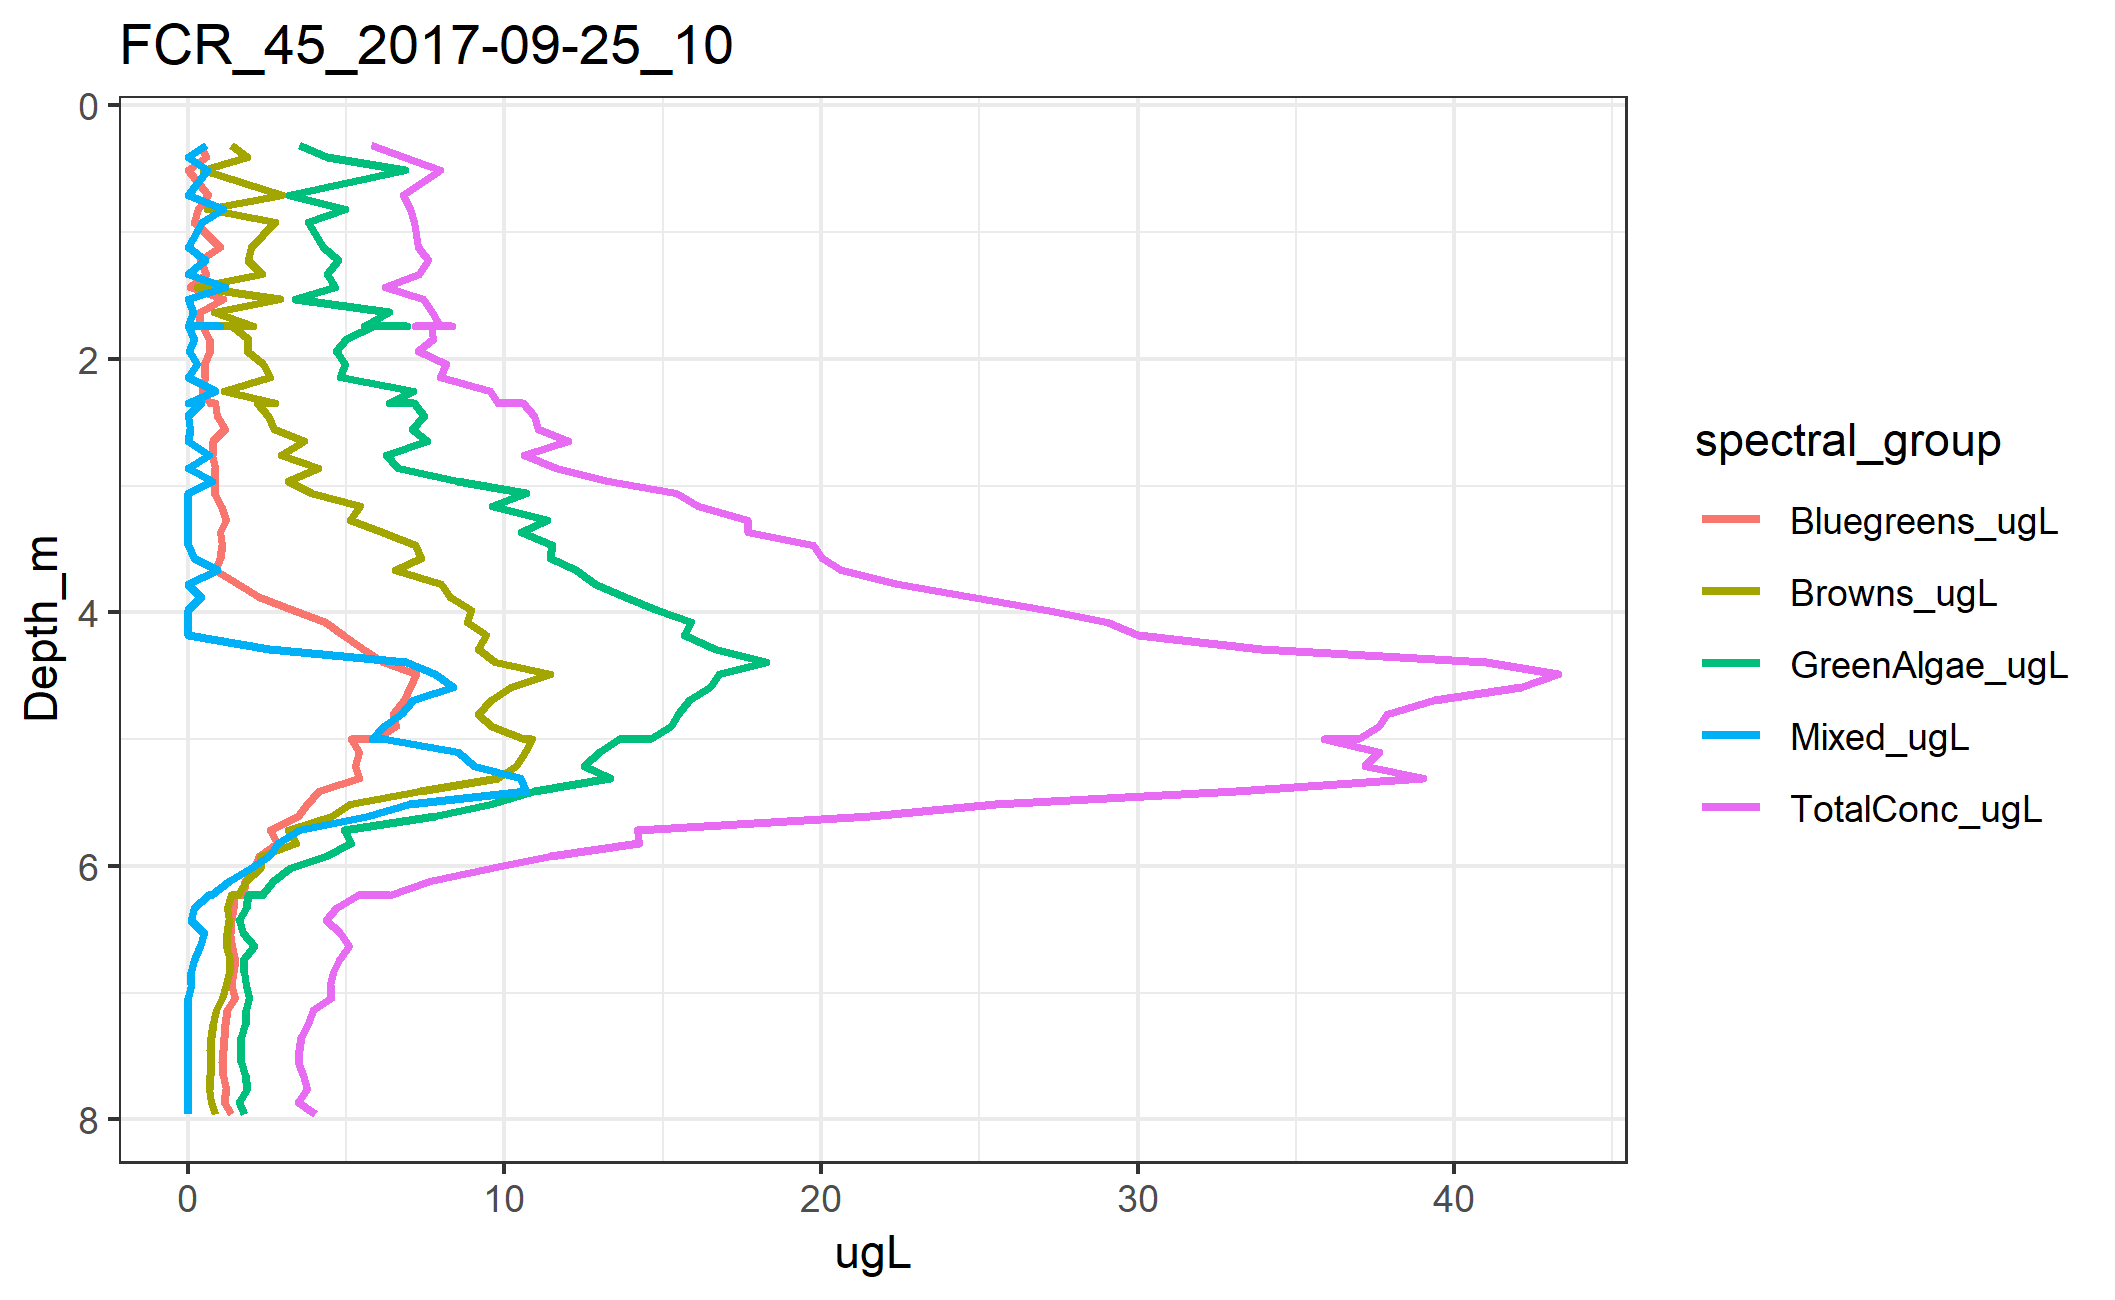 FCR_45_2017-09-25_10
0
2
4
6
8
Depth_m
0 10 20 30 40
ugL
spectral_group
Bluegreens_ugL
Browns_ugL
GreenAlgae_ugL
Mixed_ugL
TotalConc_ugL